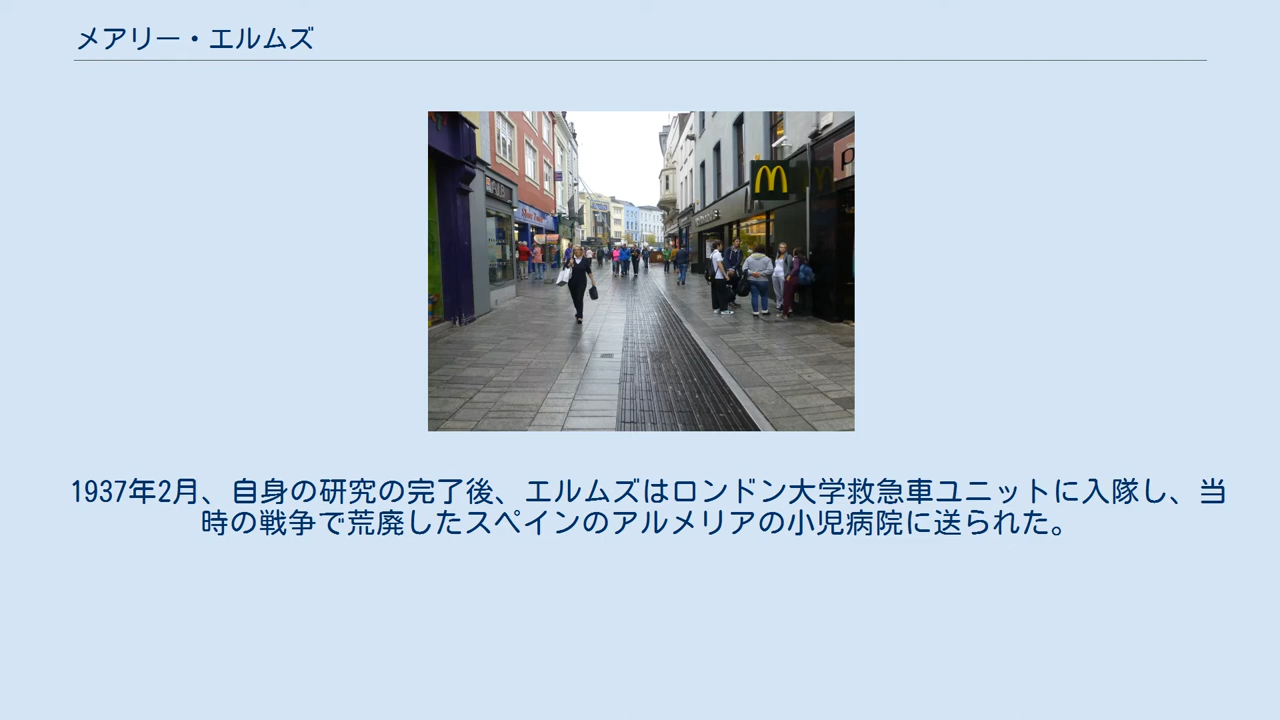 メアリー・エルムズ
AIB
M
P
1937年2月、自身の研究の完了後、エルムズはロンドン大学救急車ユニットに入隊し、当
時の戦争で荒廃したスペインのアルメリアの小児病院に送られた。